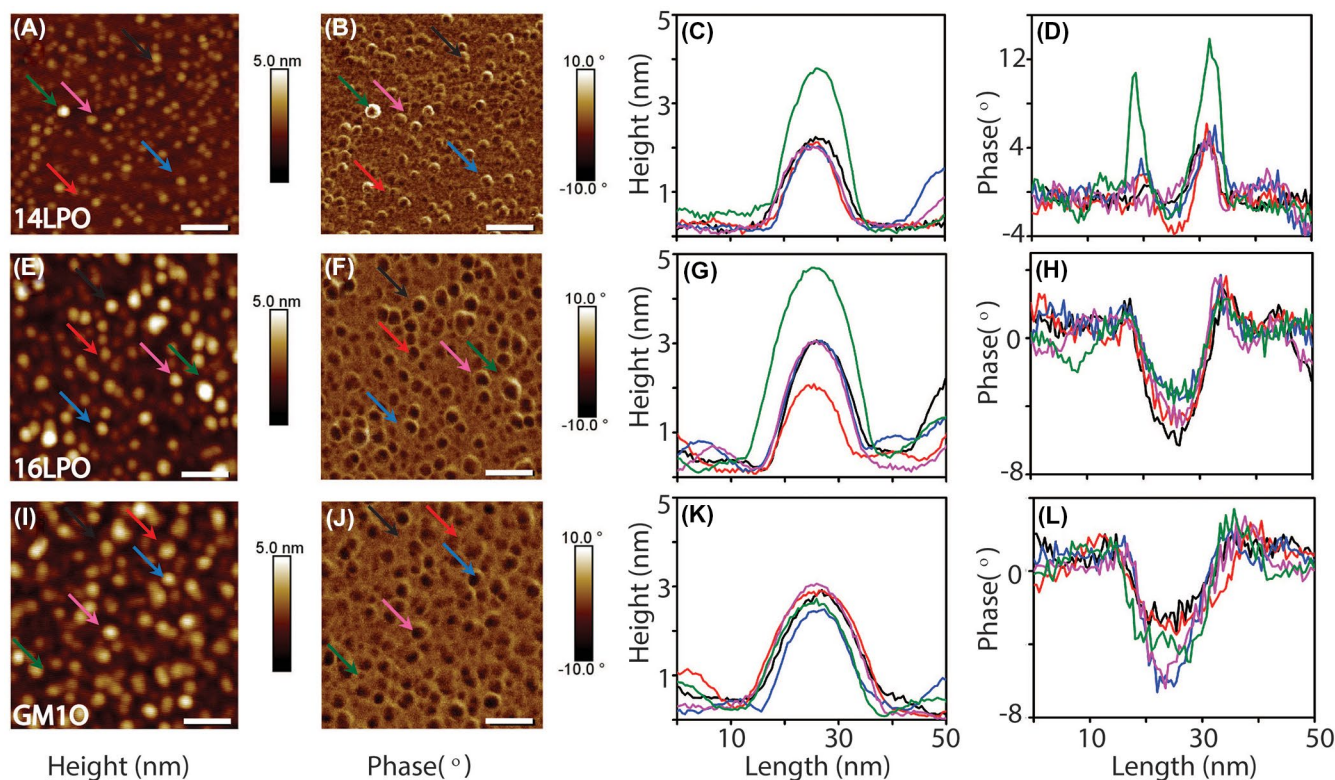 (A)
5.0 nm
14LPO
(B)
10.0 °
-10.0 °
(C)
5
3
1
Height (nm)
(D)
12
4
-4
Phase(°)
(E)
5.0 nm
16LPO
(F)
10.0 °
-10.0 °
(G)
5
3
1
Height (nm)
(H)
0
-8
Phase(°)
(I)
5.0 nm
GM1O
(J)
10.0 °
-10.0 °
(K)
5
3
1
Height (nm)
10
30
50
Length (nm)
(L)
0
-8
Phase(°)
10
30
50
Length (nm)
Height (nm)
Phase(°)